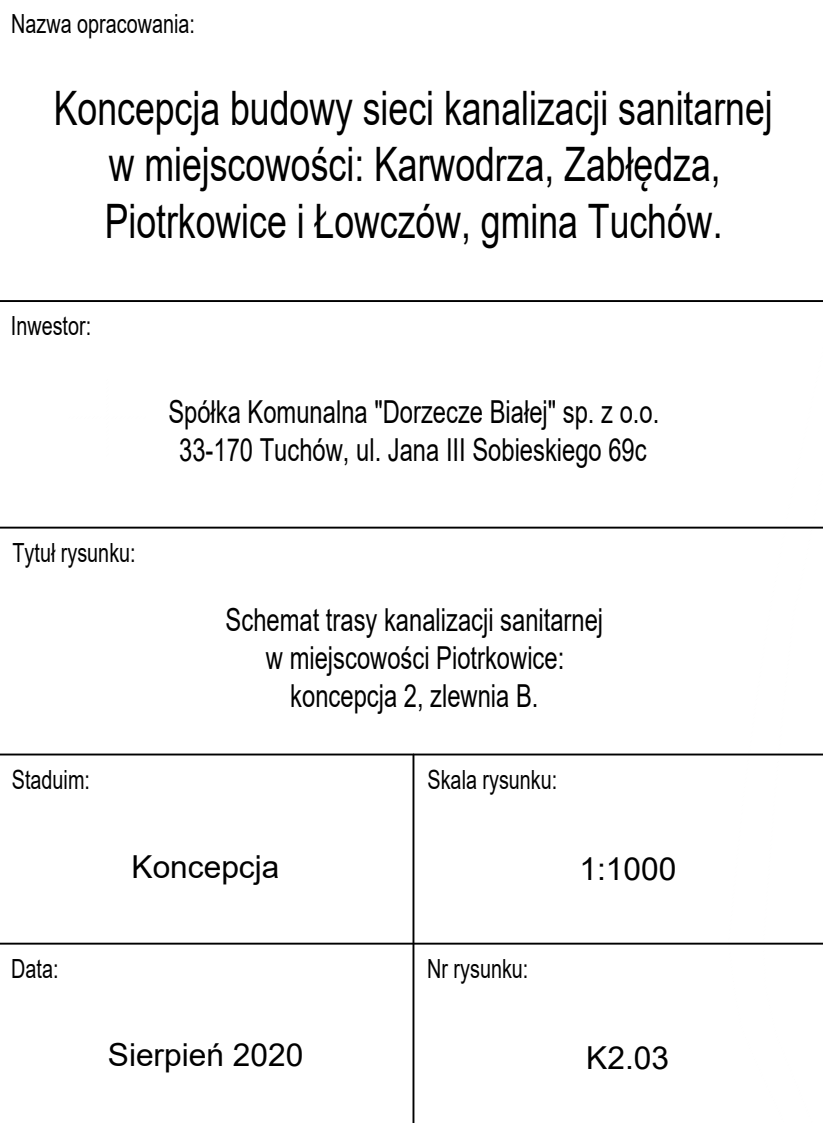 Nazwa opracowania:
Koncepcja budowy sieci kanalizacji sanitarnej
w miejscowości: Karwodrza, Zabłędza,
Piotrkowice i Łowczów, gmina Tuchów.
Inwestor:
Spółka Komunalna "Dorzecze Białej" sp. z o.o.
33-170 Tuchów, ul. Jana III Sobieskiego 69c
Tytuł rysunku:
Schemat trasy kanalizacji sanitarnej
w miejscowości Piotrkowice:
koncepcja 2, zlewnia B.
Staduim:
Koncepcja
Skala rysunku:
1:1000
Data:
Sierpień 2020
Nr rysunku:
K2.03